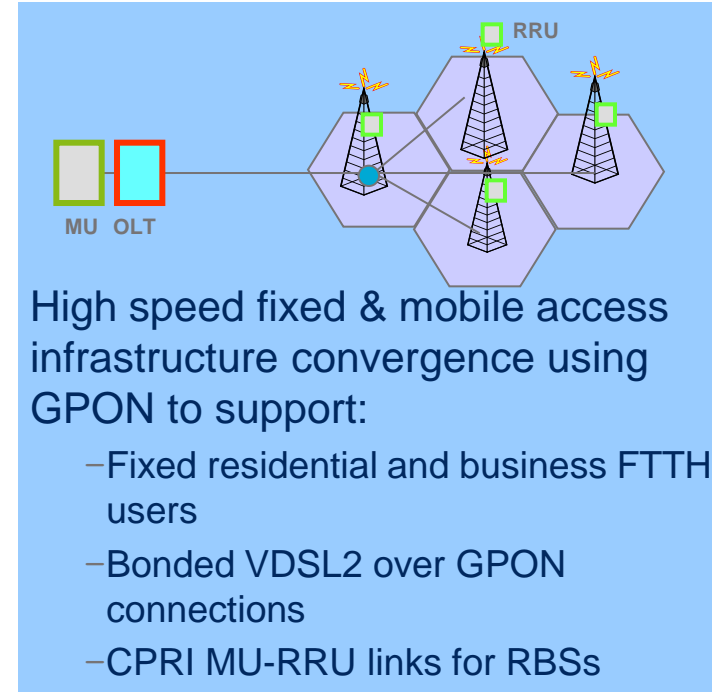 RRU
MU OLT
High speed fixed & mobile access
infrastructure convergence using
GPON to support:
–Fixed residential and business FTTH
users
–Bonded VDSL2 over GPON
connections
–CPRI MU-RRU links for RBSs